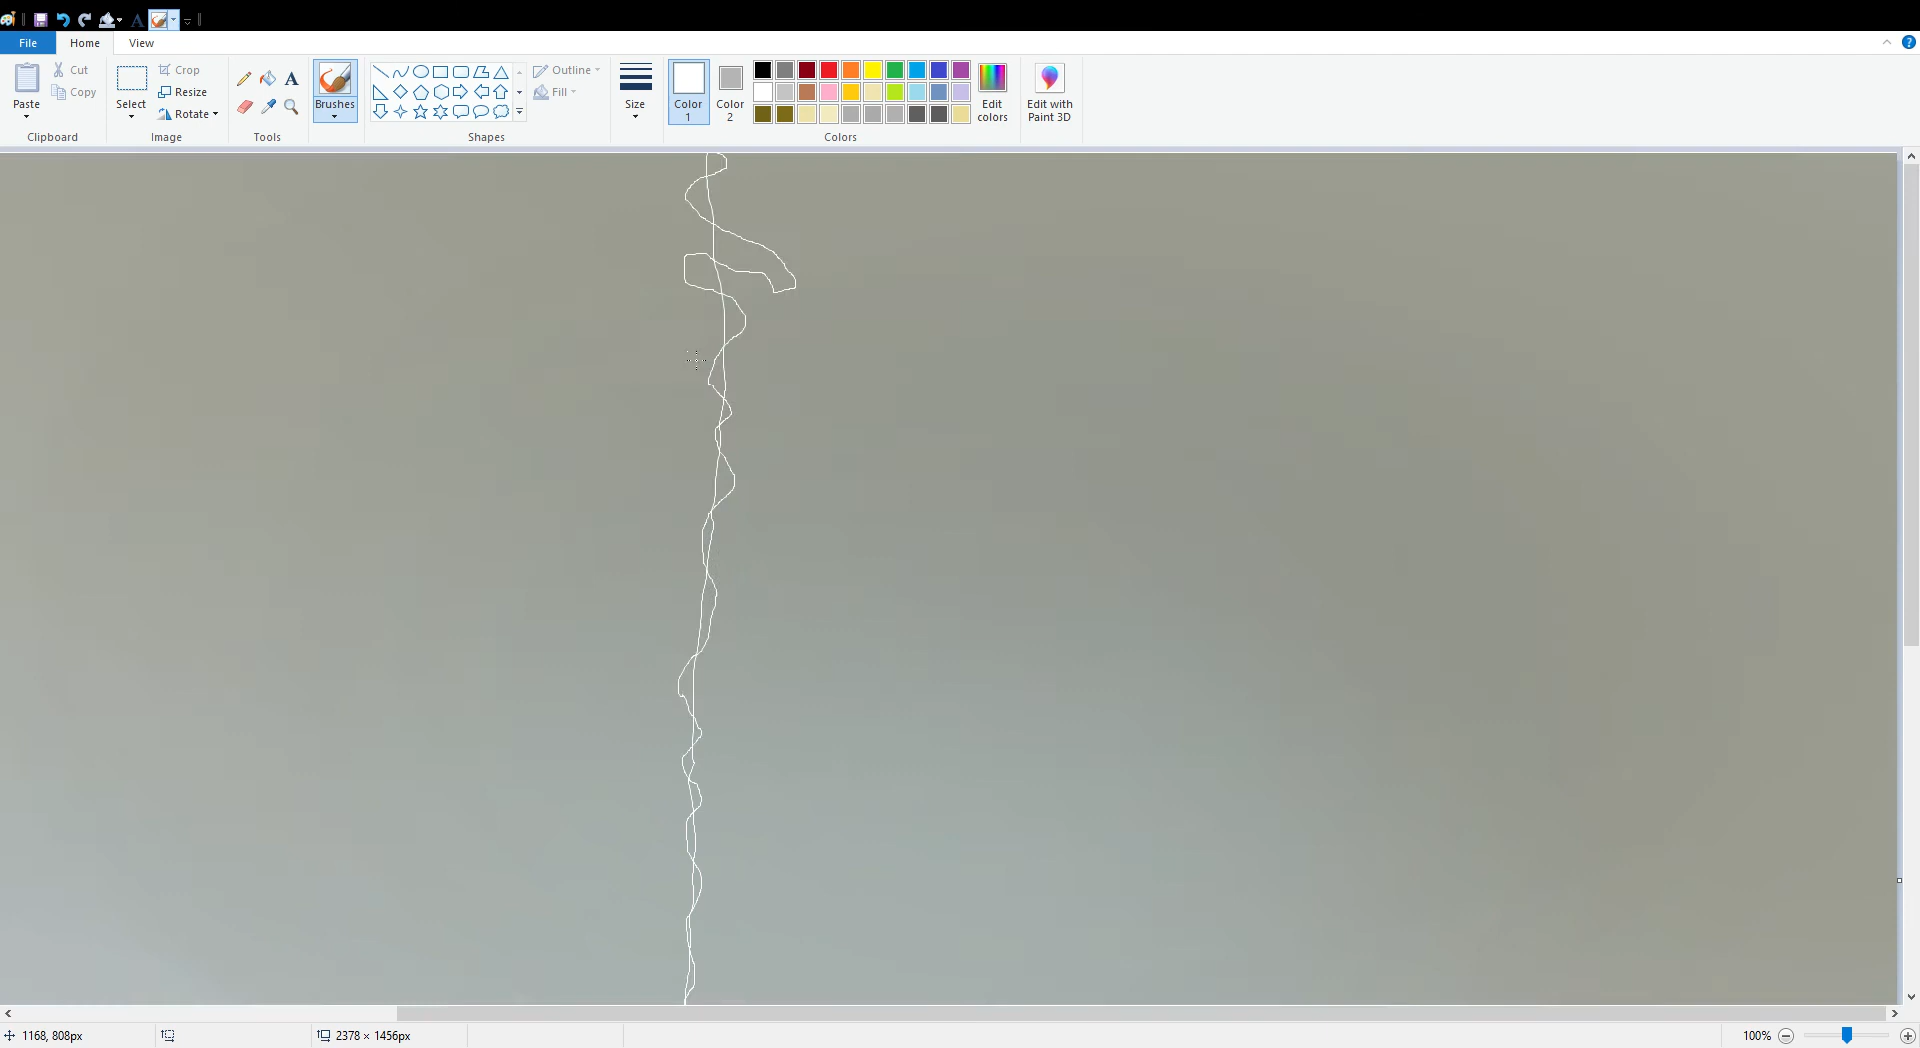 File Home View
Paste Cut Copy
Clipboard
Select Crop Resize Rotate
Image
A
Tools
Brushes
Outline Fill
Shapes
Size
Color 1 Color 2
Edit colors
Colors
Edit with Paint 3D
1168, 808px 2378 × 1456px 100%